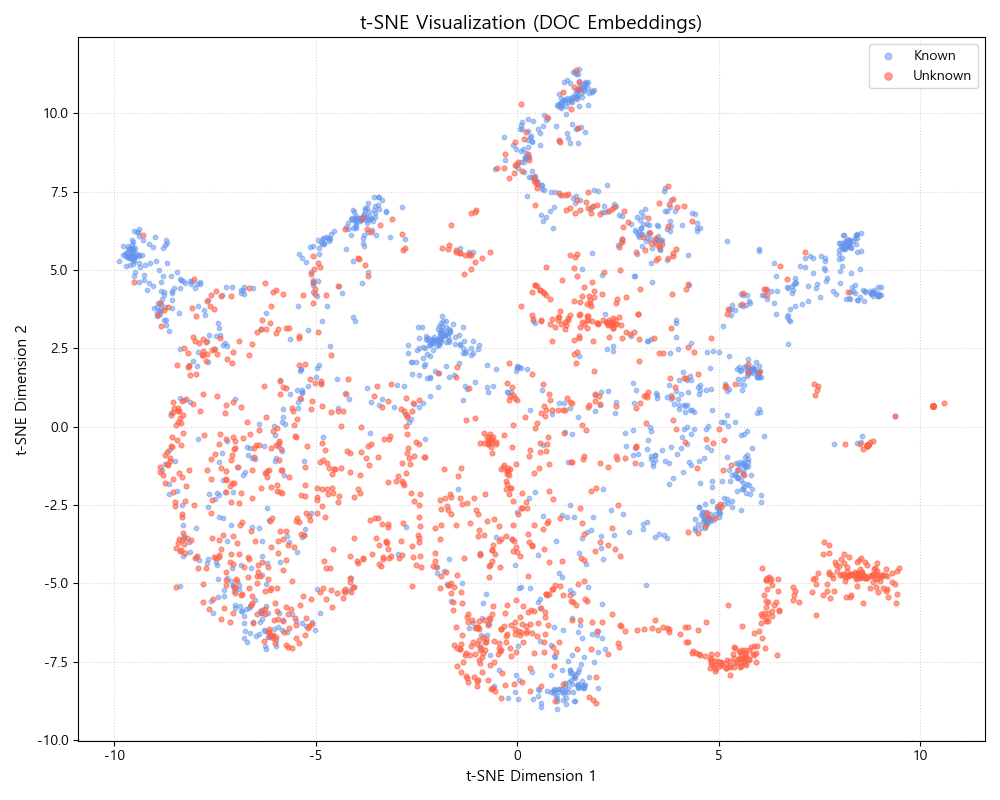 t-SNE Visualization (DOC Embeddings)
Known
Unknown
10.0
7.5
5.0
2.5
0.0
-2.5
-5.0
-7.5
-10.0
t-SNE Dimension 2
-10
-5
0
5
10
t-SNE Dimension 1